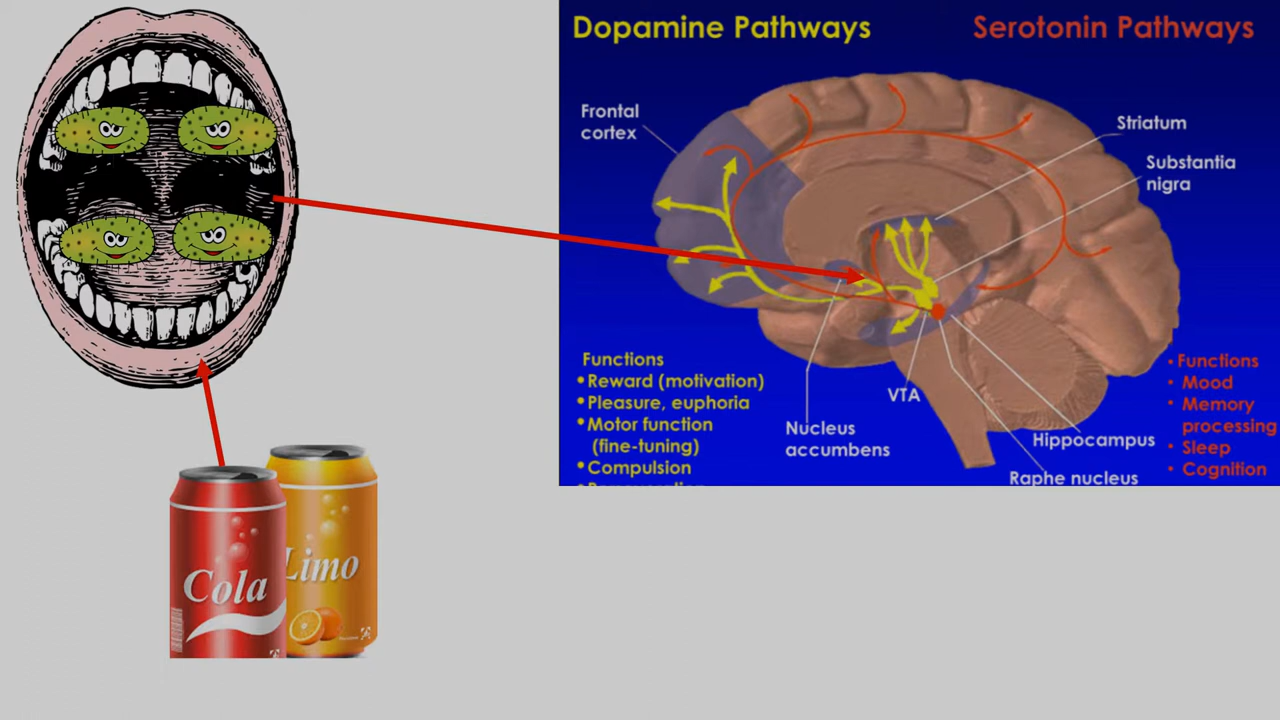 Dopamine Pathways
Serotonin Pathways
Frontal
cortex
Striatum
Substantia
nigra
Functions
•Reward (motivation)
•Pleasure, euphoria
•Motor function
(fine-tuning)
•Compulsion
Nucleus
accumbens
VTA
Hippocampus
Raphe nucleus
•Functions
• Mood
• Memory
processing
• Sleep
• Cognition
Cola
Limo